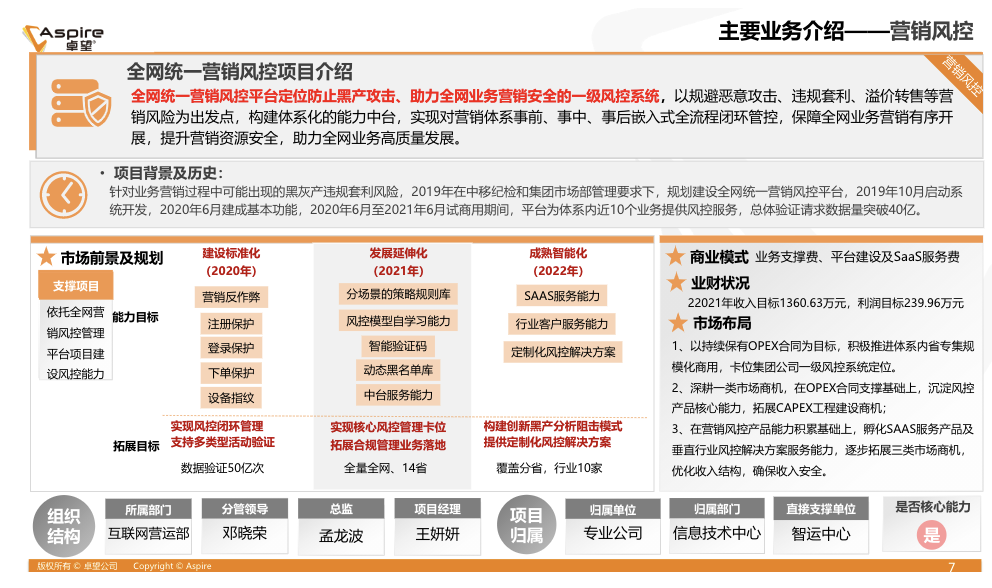 Aspire
卓望®
主要业务介绍——营销风控
营销风控
全网统一营销风控项目介绍
全网统一营销风控平台定位防止黑产攻击、助力全网业务营销安全的一级风控系统，以规避恶意攻击、违规套利、溢价转售等营
销风险为出发点，构建体系化的能力中台，实现对营销体系事前、事中、事后嵌入式全流程闭环管控，保障全网业务营销有序开
展，提升营销资源安全，助力全网业务高质量发展。
• 项目背景及历史：
针对业务营销过程中可能出现的黑灰产违规套利风险，2019年在中移纪检和集团市场部管理要求下，规划建设全网统一营销风控平台，2019年10月启动系
统开发，2020年6月建成基本功能，2020年6月至2021年6月试商用期间，平台为体系内近10个业务提供风控服务，总体验证请求数据量突破40亿。
市场前景及规划
支撑项目
依托全网营
销风控管理
平台项目建
设风控能力
能力目标
拓展目标
建设标准化
（2020年）
营销反作弊
注册保护
登录保护
下单保护
设备指纹
实现风控闭环管理
支持多类型活动验证
数据验证50亿次
发展延伸化
（2021年）
分场景的策略规则库
风控模型自学习能力
智能验证码
动态黑名单库
中台服务能力
实现核心风控管理卡位
拓展合规管理业务落地
全量全网、14省
成熟智能化
（2022年）
SAAS服务能力
行业客户服务能力
定制化风控解决方案
构建创新黑产分析阻击模式
提供定制化风控解决方案
覆盖分省，行业10家
商业模式 业务支撑费、平台建设及SaaS服务费
业财状况
22021年收入目标1360.63万元，利润目标239.96万元
市场布局
1、以持续保有OPEX合同为目标，积极推进体系内省专集规
模化商用，卡位集团公司一级风控系统定位。
2、深耕一类市场商机，在OPEX合同支撑基础上，沉淀风控
产品核心能力，拓展CAPEX工程建设商机；
3、在营销风控产品能力积累基础上，孵化SAAS服务产品及
垂直行业风控解决方案服务能力，逐步拓展三类市场商机，
优化收入结构，确保收入安全。
组织
结构
所属部门
互联网营运部
分管领导
邓晓荣
总监
孟龙波
项目经理
王妍妍
项目
归属
归属单位
专业公司
归属部门
信息技术中心
直接支撑单位
智运中心
是否核心能力
是
版权所有 © 卓望公司 Copyright © Aspire
7